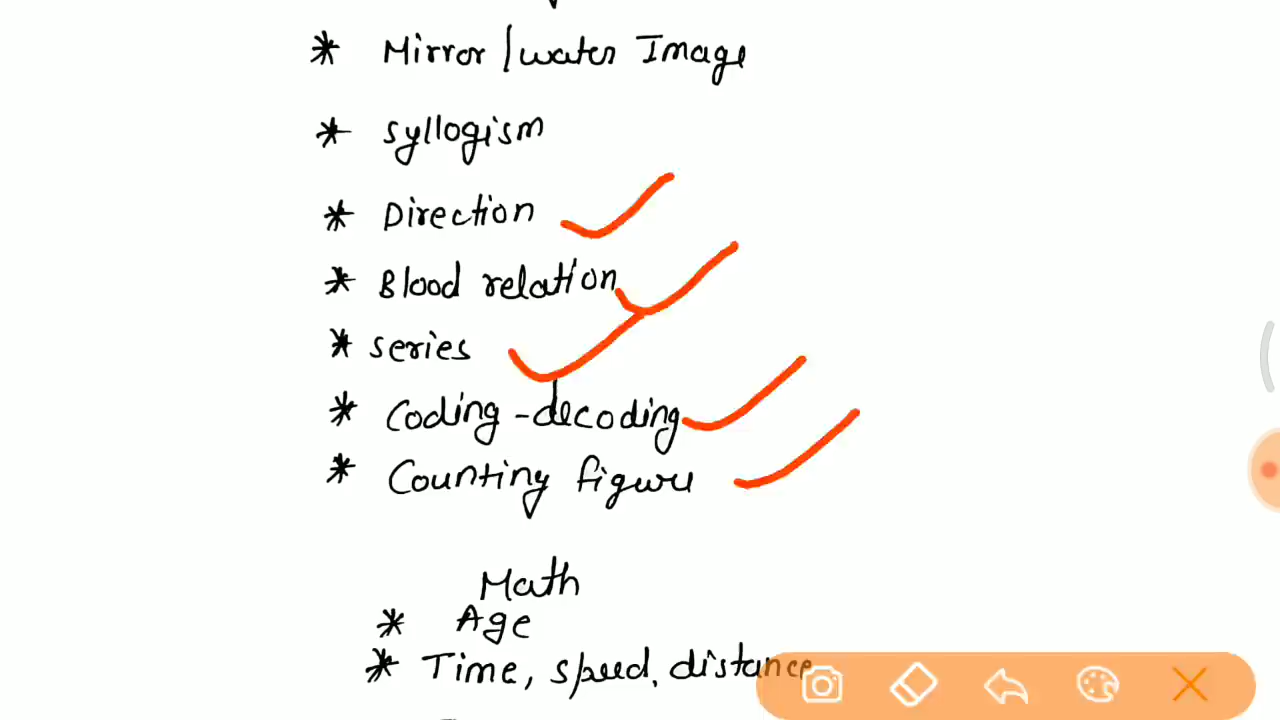 * Mirror/water Image
* Syllogism
* Direction
* Blood relation
* series
* Coding-decoding
* Counting figure
Math
* Age
* Time, speed, distance